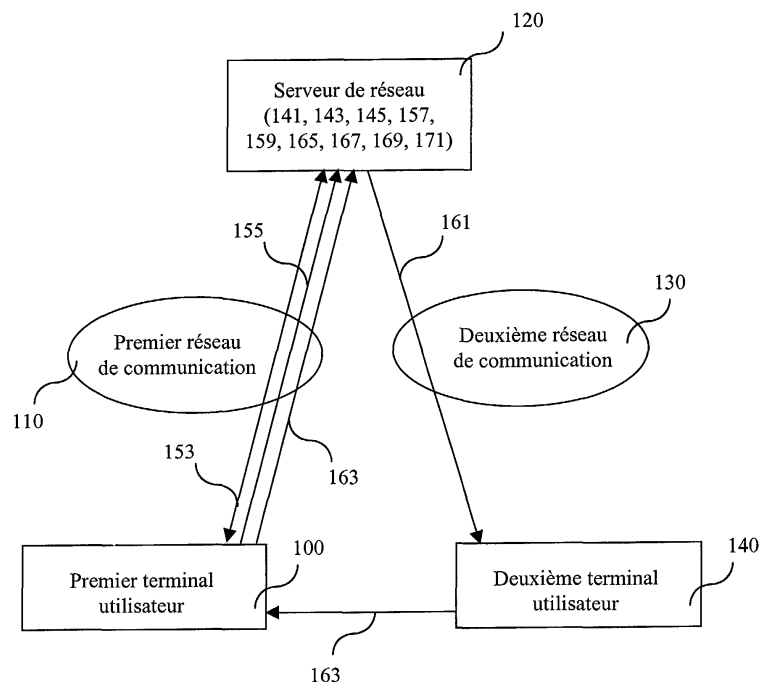 120
Serveur de réseau
(141, 143, 145, 157,
159, 165, 167, 169, 171)
155
161
130
Premier réseau
de communication
Deuxième réseau
de communication
110
153
163
100
140
Premier terminal
utilisateur
Deuxième terminal
utilisateur
163